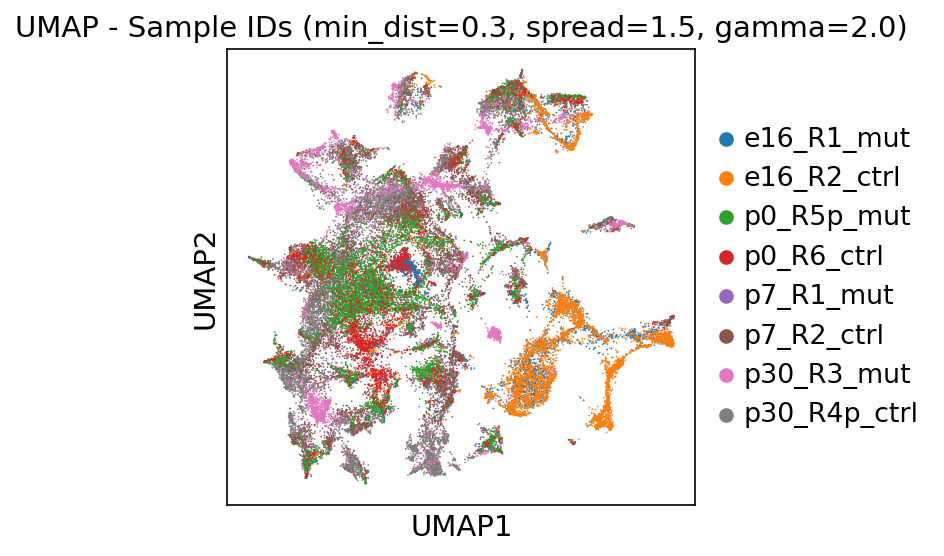 UMAP - Sample IDs (min_dist=0.3, spread=1.5, gamma=2.0)
e16_R1_mut
e16_R2_ctrl
p0_R5p_mut
p0_R6_ctrl
p7_R1_mut
p7_R2_ctrl
p30_R3_mut
p30_R4p_ctrl
UMAP2
UMAP1